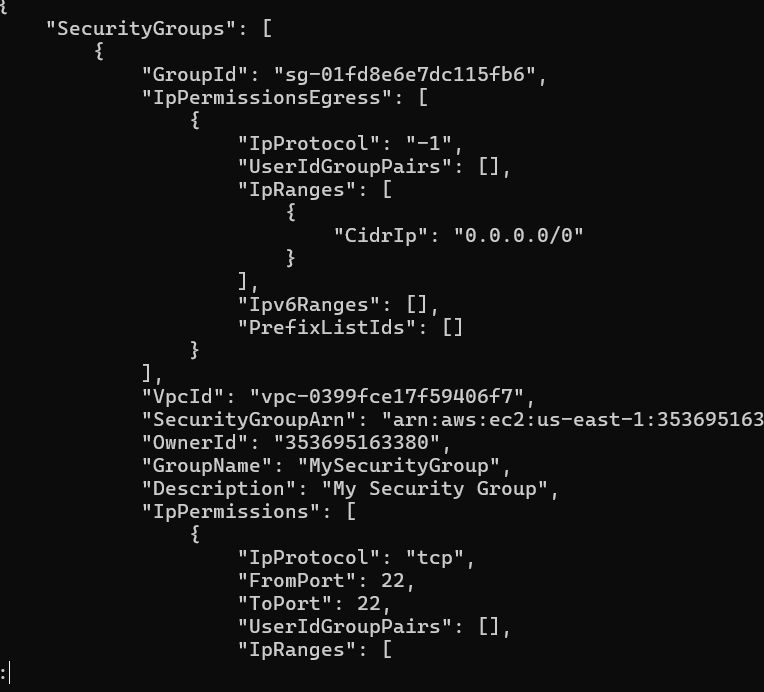 {
    "SecurityGroups": [
        {
            "GroupId": "sg-01fd8e6e7dc115fb6",
            "IpPermissionsEgress": [
                {
                    "IpProtocol": "-1",
                    "UserIdGroupPairs": [],
                    "IpRanges": [
                        {
                            "CidrIp": "0.0.0.0/0"
                        }
                    ],
                    "Ipv6Ranges": [],
                    "PrefixListIds": []
                }
            ],
            "VpcId": "vpc-0399fce17f59406f7",
            "SecurityGroupArn": "arn:aws:ec2:us-east-1:353695163
            "OwnerId": "353695163380",
            "GroupName": "MySecurityGroup",
            "Description": "My Security Group",
            "IpPermissions": [
                {
                    "IpProtocol": "tcp",
                    "FromPort": 22,
                    "ToPort": 22,
                    "UserIdGroupPairs": [],
                    "IpRanges": [
: